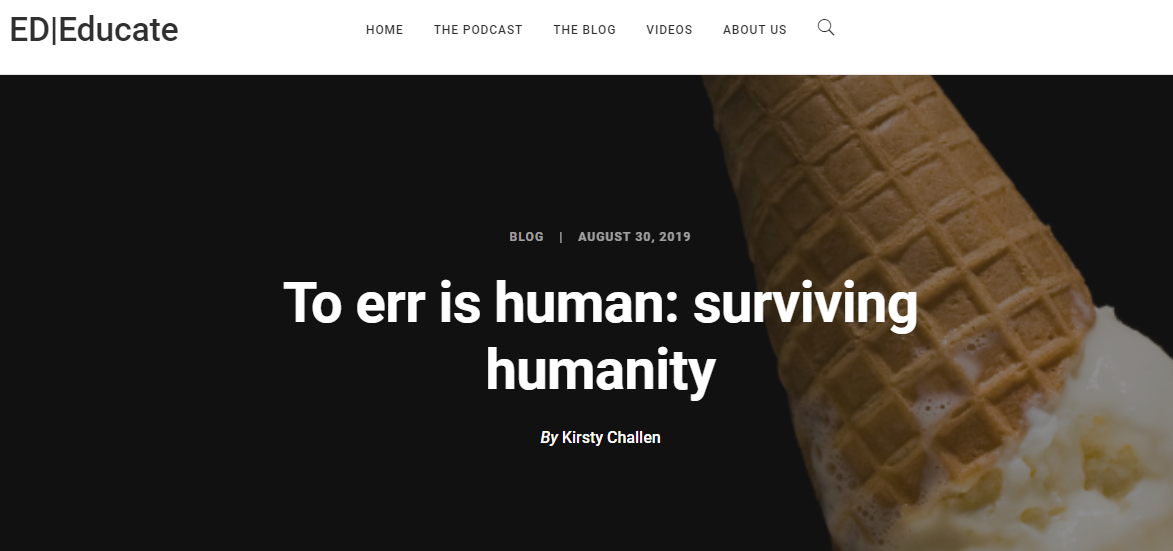 ED|Educate
HOME THE PODCAST THE BLOG VIDEOS ABOUT US
BLOG | AUGUST 30, 2019
To err is human: surviving
humanity
By Kirsty Challen